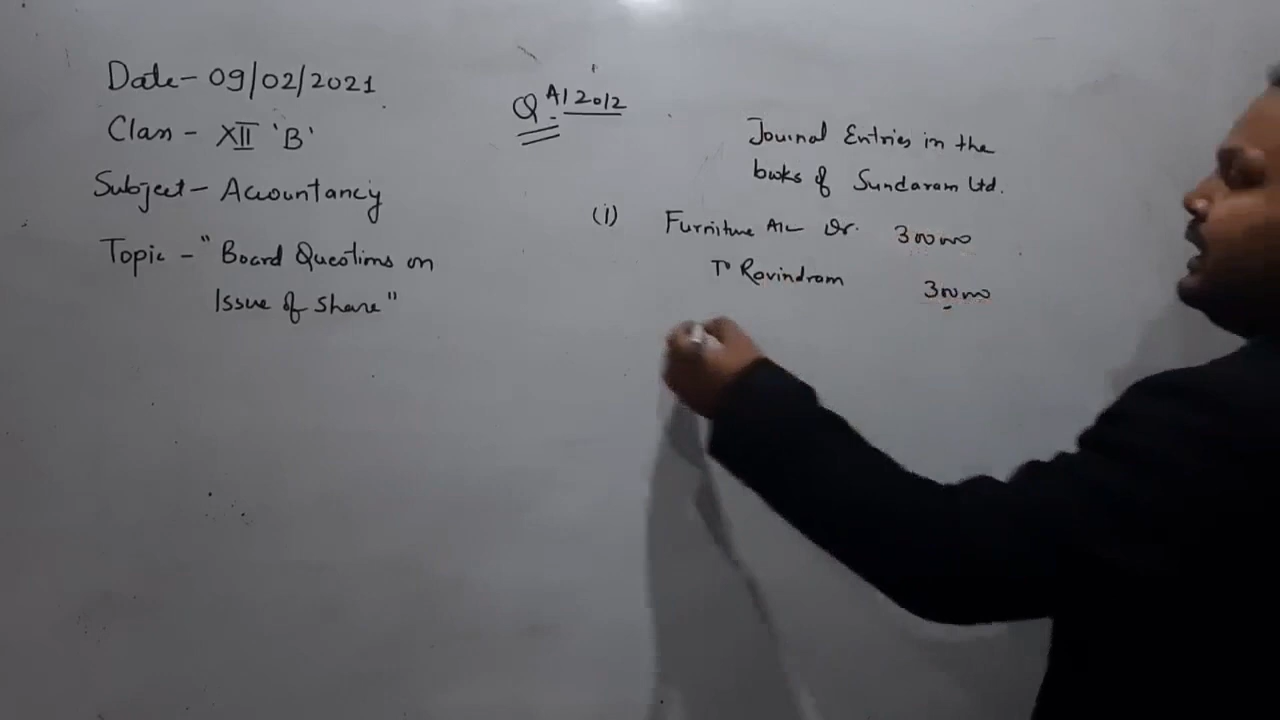 Date - 09/02/2021
Class - XII 'B'
Subject - Accountancy
Topic - "Board Questions on
Issue of Share"
Q. AI 2012
Journal Entries in the
books of Sundaram Ltd.
(i) Furniture A/c Dr. 300000
To Ravindram 300000